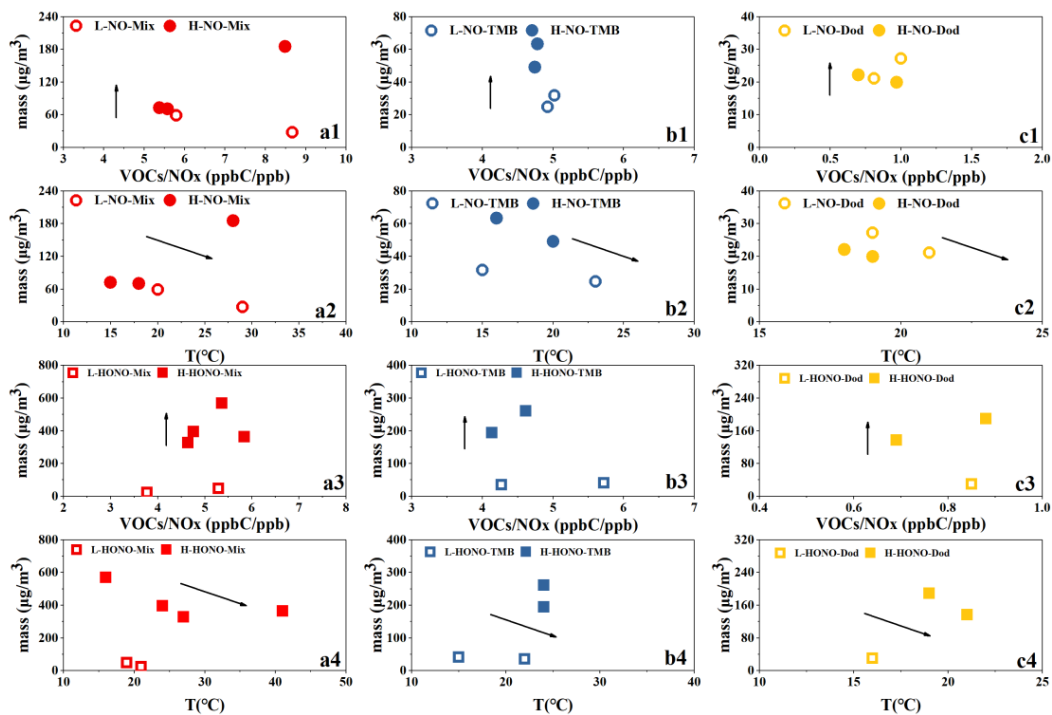 L-NO-Mix H-NO-Mix
mass (μg/m³)
240
180
120
60
0
3 4 5 6 7 8 9 10
VOCs/NOx (ppbC/ppb)
a1
L-NO-TMB H-NO-TMB
mass (μg/m³)
80
60
40
20
0
3 4 5 6 7
VOCs/NOx (ppbC/ppb)
b1
L-NO-Dod H-NO-Dod
mass (μg/m³)
40
30
20
10
0
0.0 0.5 1.0 1.5 2.0
VOCs/NOx (ppbC/ppb)
c1
L-NO-Mix H-NO-Mix
mass (μg/m³)
240
180
120
60
0
10 15 20 25 30 35 40
T(°C)
a2
L-NO-TMB H-NO-TMB
mass (μg/m³)
80
60
40
20
0
10 15 20 25 30
T(°C)
b2
L-NO-Dod H-NO-Dod
mass (μg/m³)
40
30
20
10
0
15 20 25
T(°C)
c2
L-HONO-Mix H-HONO-Mix
mass (μg/m³)
800
600
400
200
0
2 3 4 5 6 7 8
VOCs/NOx (ppbC/ppb)
a3
L-HONO-TMB H-HONO-TMB
mass (μg/m³)
400
300
200
100
0
3 4 5 6 7
VOCs/NOx (ppbC/ppb)
b3
L-HONO-Dod H-HONO-Dod
mass (μg/m³)
320
240
160
80
0
0.4 0.6 0.8 1.0
VOCs/NOx (ppbC/ppb)
c3
L-HONO-Mix H-HONO-Mix
mass (μg/m³)
800
600
400
200
0
10 20 30 40 50
T(°C)
a4
L-HONO-TMB H-HONO-TMB
mass (μg/m³)
400
300
200
100
0
10 20 30 40
T(°C)
b4
L-HONO-Dod H-HONO-Dod
mass (μg/m³)
320
240
160
80
0
10 15 20 25
T(°C)
c4